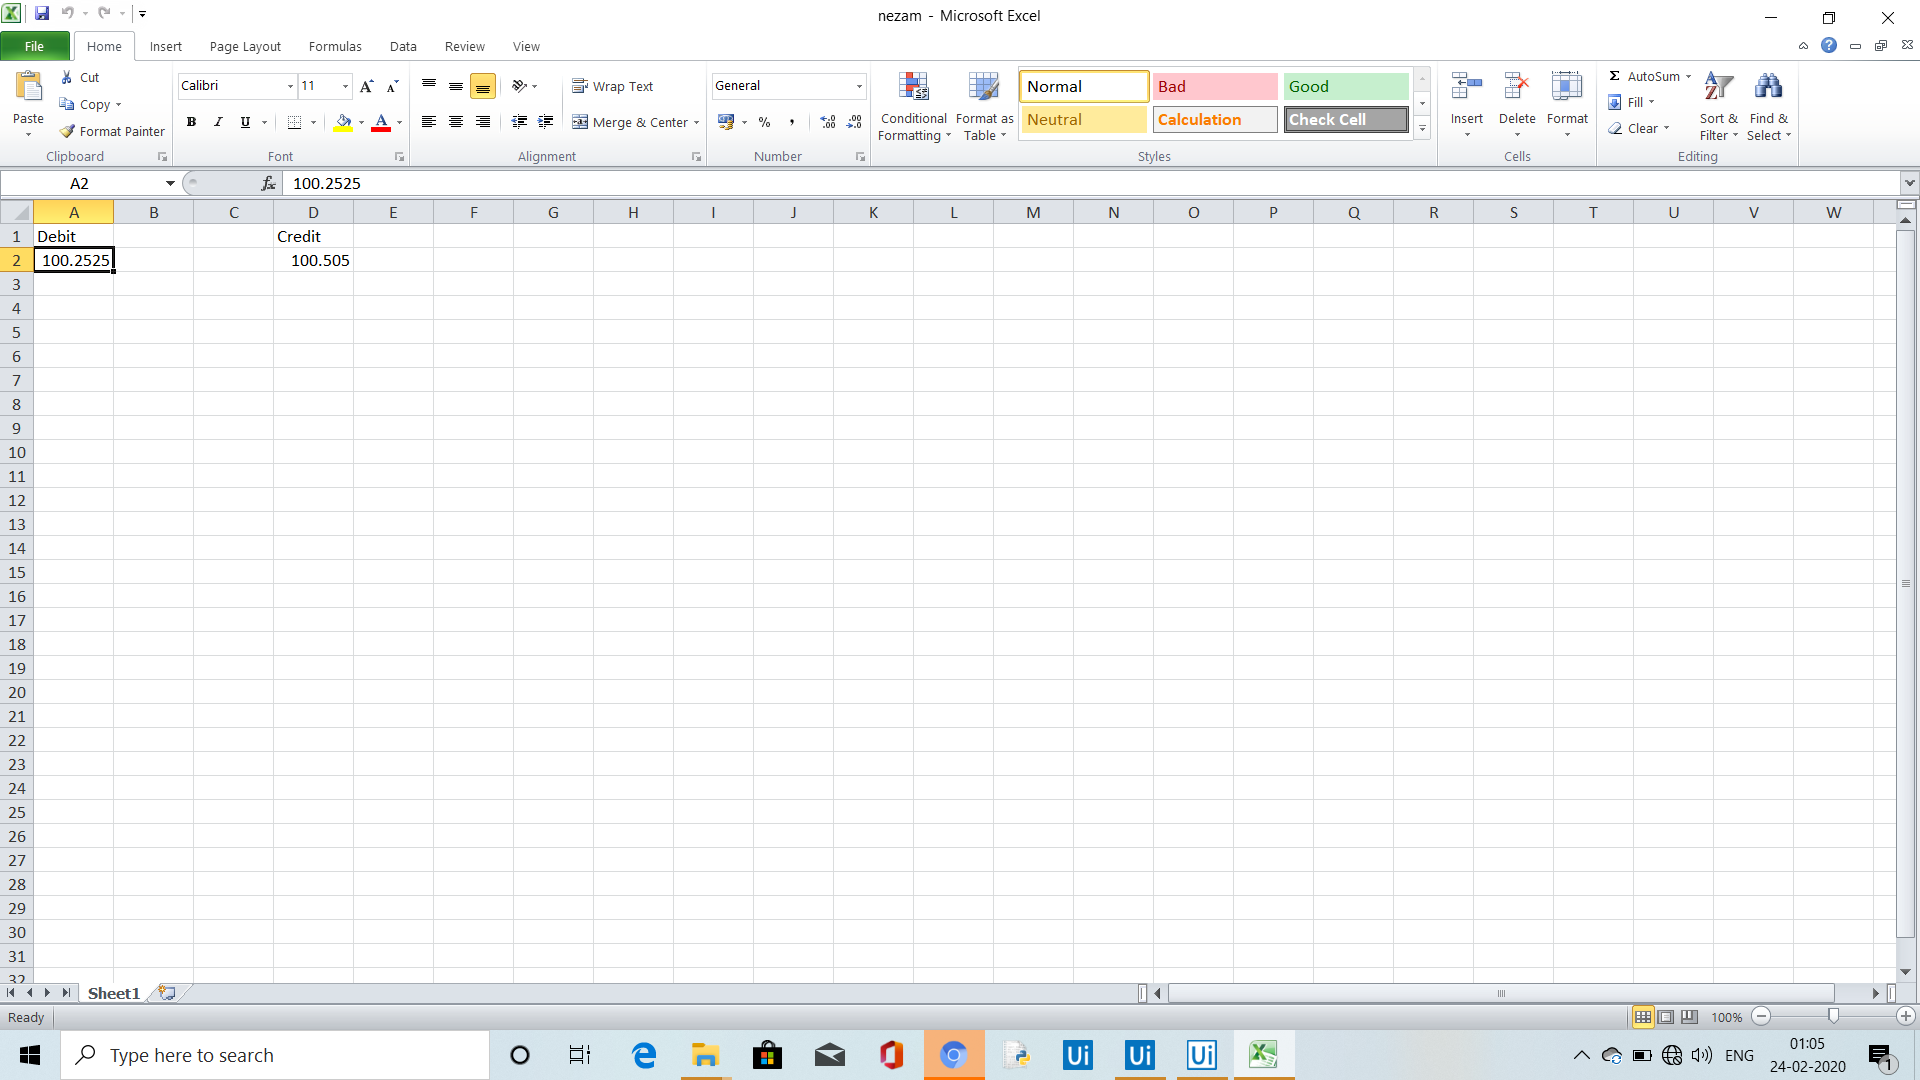 nezam - Microsoft Excel
File Home Insert Page Layout Formulas Data Review View
Paste Cut Copy Format Painter Clipboard
Calibri 11 B I U A Font
Wrap Text Merge & Center Alignment
General % , Number
Conditional Formatting Format as Table Normal Bad Good Neutral Calculation Check Cell Styles
Insert Delete Format Cells
Σ AutoSum Fill Clear Sort & Filter Find & Select Editing
A2 fx 100.2525
A B C D E F G H I J K L M N O P Q R S T U V W
1 Debit Credit
2 100.2525 100.505
3
4
5
6
7
8
9
10
11
12
13
14
15
16
17
18
19
20
21
22
23
24
25
26
27
28
29
30
31
32
Sheet1
Ready 100%
Type here to search Ui Ui Ui ENG 01:05 24-02-2020 1